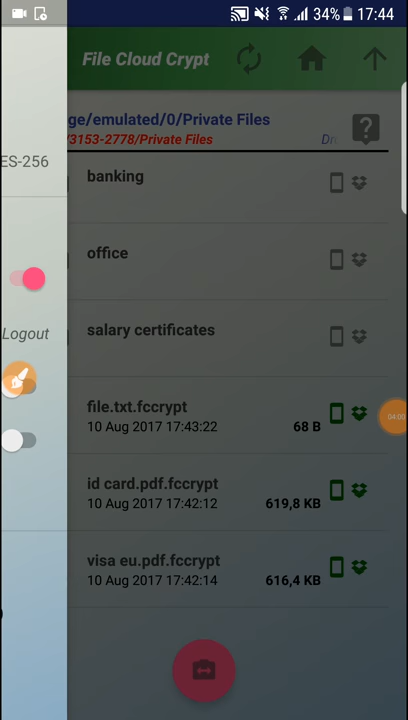 34% 17:44
File Cloud Crypt
ge/emulated/0/Private Files
/3153-2778/Private Files Dr
ES-256
banking
office
Logout
salary certificates
file.txt.fccrypt
10 Aug 2017 17:43:22 68 B
04:00
id card.pdf.fccrypt
10 Aug 2017 17:42:12 619,8 KB
visa eu.pdf.fccrypt
10 Aug 2017 17:42:14 616,4 KB